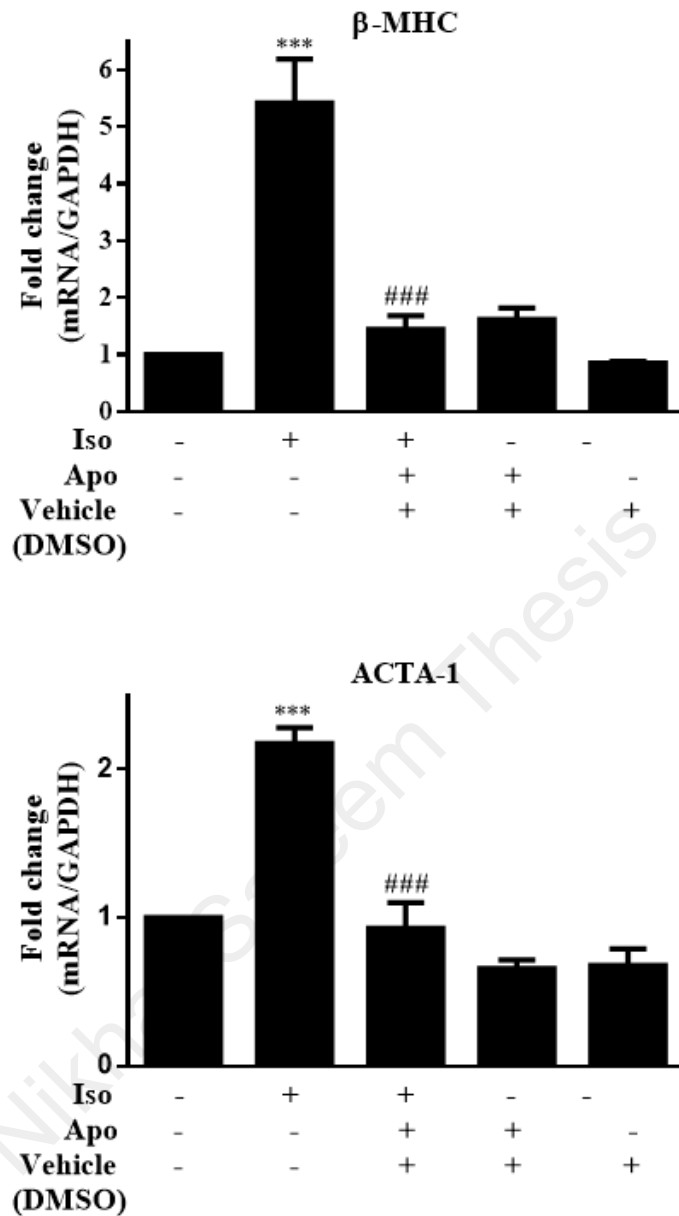 β-MHC
Fold change
(mRNA/GAPDH)
6
5
4
3
2
1
0
***
###
Iso - + + - -
Apo - - + + -
Vehicle - - + + +
(DMSO)
ACTA-1
Fold change
(mRNA/GAPDH)
2
1
0
***
###
Iso - + + - -
Apo - - + + -
Vehicle - - + + +
(DMSO)
Thesis